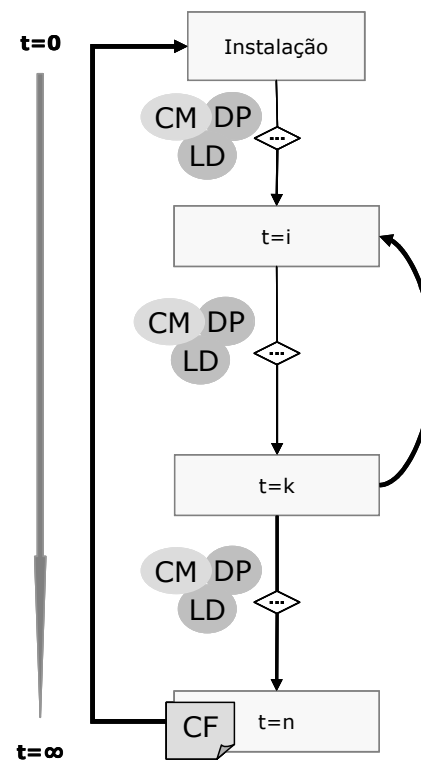 t=0
Instalação
CM DP
LD
...
t=i
CM DP
LD
...
t=k
CM DP
LD
...
CF
t=n
t=∞